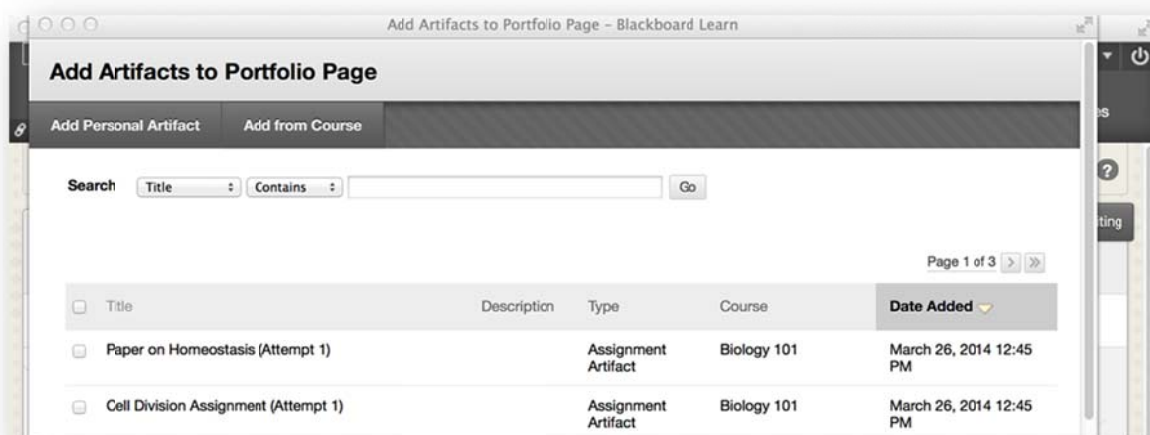 Add Artifacts to Portfolio Page – Blackboard Learn
Add Artifacts to Portfolio Page
Add Personal Artifact Add from Course
Search Title Contains Go
Page 1 of 3
Title Description Type Course Date Added
Paper on Homeostasis (Attempt 1) Assignment Biology 101 March 26, 2014 12:45
Artifact PM
Cell Division Assignment (Attempt 1) Assignment Biology 101 March 26, 2014 12:45
Artifact PM